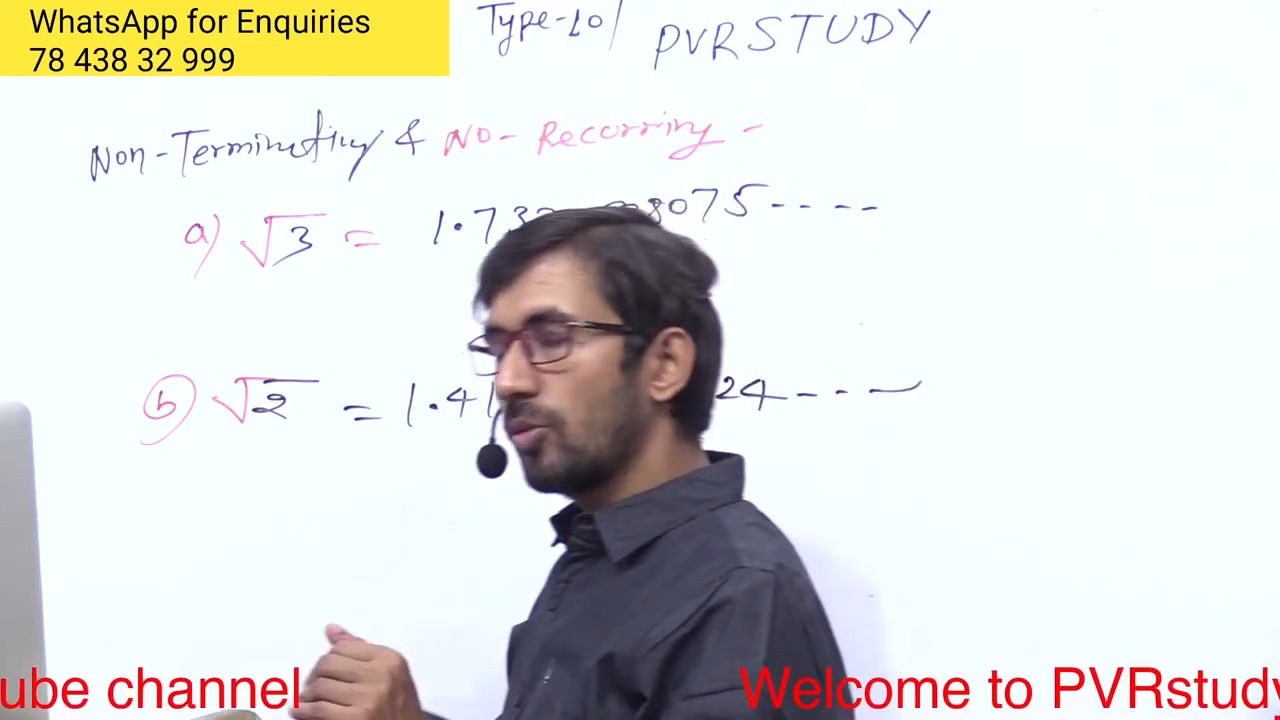 WhatsApp for Enquiries
78 438 32 999
Type-10/ PVRSTUDY
Non-Terminating & No-Recorring -
a) √3 = 1.73 8075----
b) √2 = 1.41 24---
ube channel
Welcome to PVRstudy